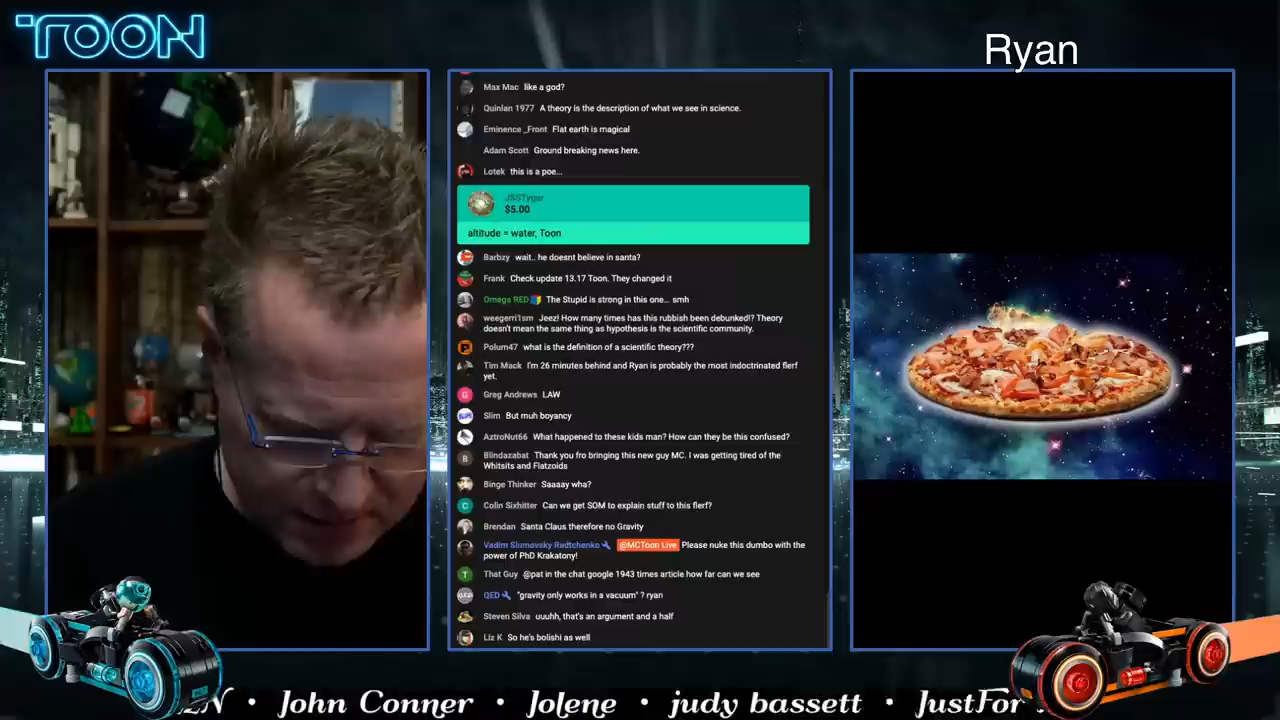 TOON
Ryan
Max Mac like a god?
Quinlan 1977 A theory is the description of what we see in science.
Eminence _Front Flat earth is magical
Adam Scott Ground breaking news here.
Lotek this is a poe...
JSSTyger
$5.00
altitude = water, Toon
Barbzy wait.. he doesnt believe in santa?
Frank Check update 13.17 Toon. They changed it
Omega RED The Stupid is strong in this one... smh
weegerri1sm Jeez! How many times has this rubbish been debunked!? Theory
doesn't mean the same thing as hypothesis is the scientific community.
Polum47 what is the definition of a scientific theory???
Tim Mack I'm 26 minutes behind and Ryan is probably the most indoctrinated flerf
yet.
G Greg Andrews LAW
Slim But muh boyancy
AztroNut66 What happened to these kids man? How can they be this confused?
B Blindazabat Thank you fro bringing this new guy MC. I was getting tired of the
Whitsits and Flatzoids
Binge Thinker Saaay wha?
C Colin Sixhitter Can we get SOM to explain stuff to this flerf?
Brendan Santa Claus therefore no Gravity
Vadim Slumovsky Radtchenko @MCToon Live Please nuke this dumbo with the
power of PhD Krakatony!
T That Guy @pat in the chat google 1943 times article how far can we see
QED "gravity only works in a vacuum" ? ryan
Steven Silva uuuhh, that's an argument and a half
Liz K So he's bolishi as well
• John Conner • Jolene • judy bassett • JustFor